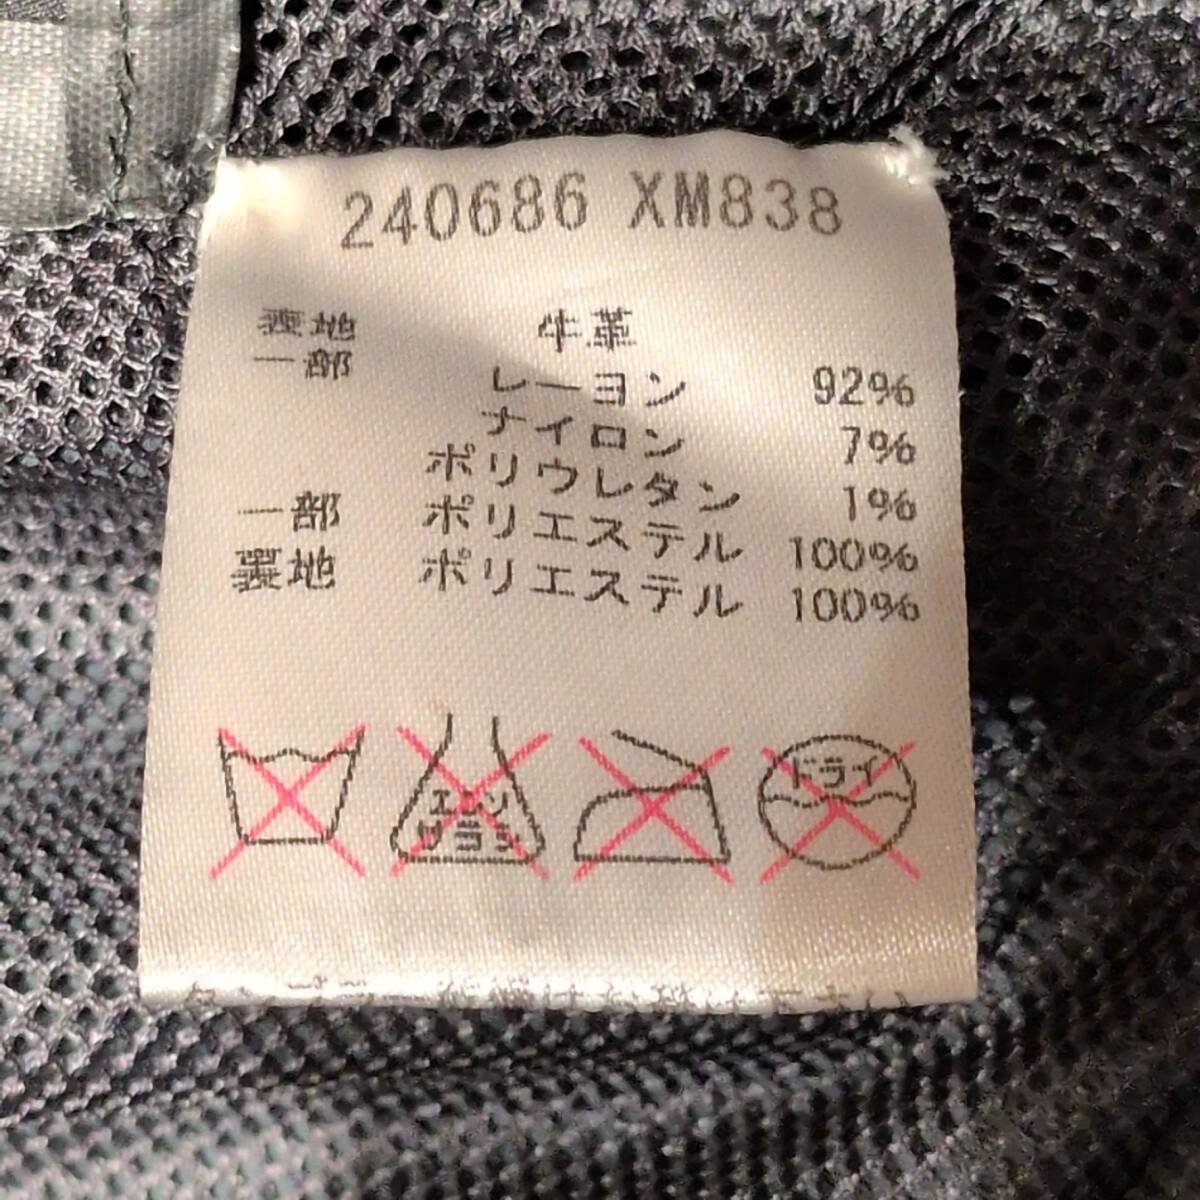 240686 XM838
表地 牛革
一部 レーヨン 92%
ナイロン 7%
ポリウレタン 1%
一部 ポリエステル 100%
裏地 ポリエステル 100%
エンソ
サラシ
ドライ